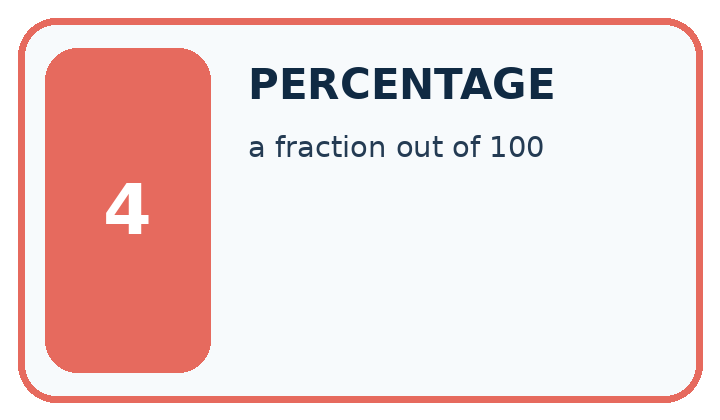 4
PERCENTAGE
a fraction out of 100